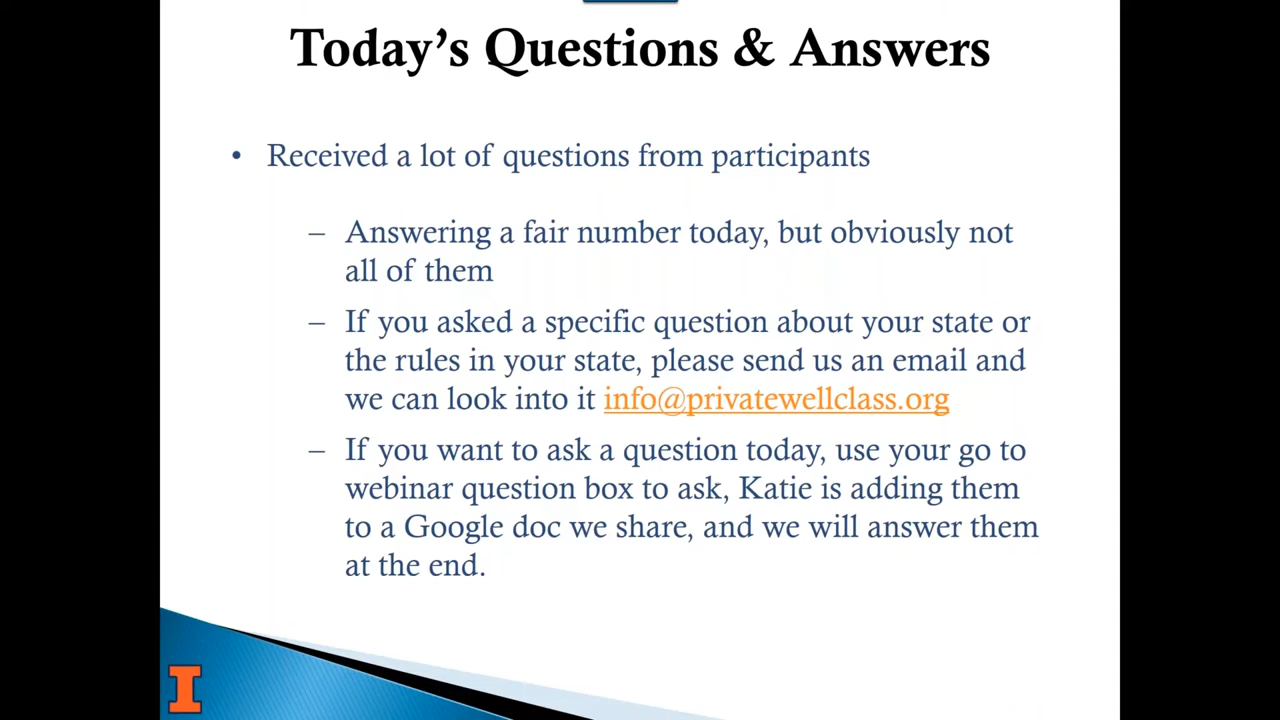 Today's Questions & Answers
• Received a lot of questions from participants
– Answering a fair number today, but obviously not
all of them
– If you asked a specific question about your state or
the rules in your state, please send us an email and
we can look into it info@privatewellclass.org
– If you want to ask a question today, use your go to
webinar question box to ask, Katie is adding them
to a Google doc we share, and we will answer them
at the end.
I